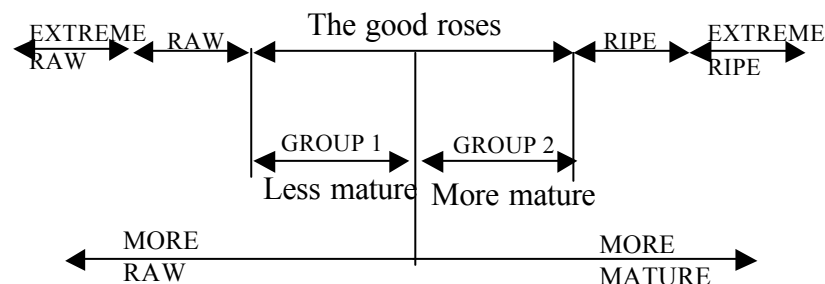 The good roses
EXTREME
RAW
RAW
RIPE
EXTREME
RIPE
GROUP 1
GROUP 2
Less mature
More mature
MORE
RAW
MORE
MATURE